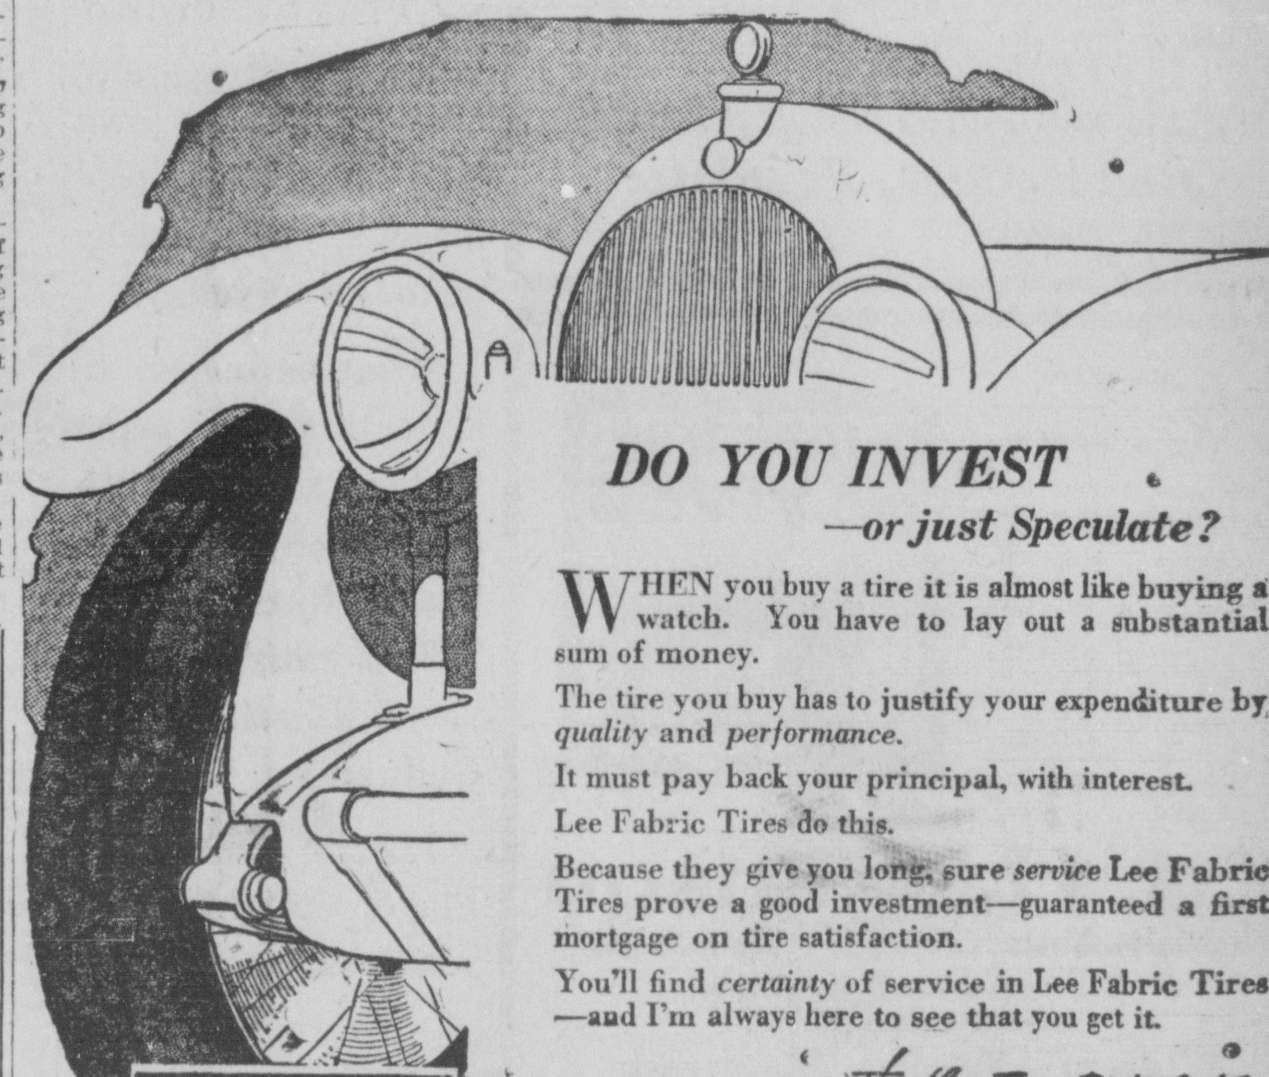 DO YOU INVEST
—or just Speculate?
WHEN you buy a tire it is almost like buying a
watch. You have to lay out a substantial
sum of money.
The tire you buy has to justify your expenditure by
quality and performance.
It must pay back your principal, with interest.
Lee Fabric Tires do this.
Because they give you long, sure service Lee Fabric
Tires prove a good investment—guaranteed a first
mortgage on tire satisfaction.
You'll find certainty of service in Lee Fabric Tires
—and I'm always here to see that you get it.